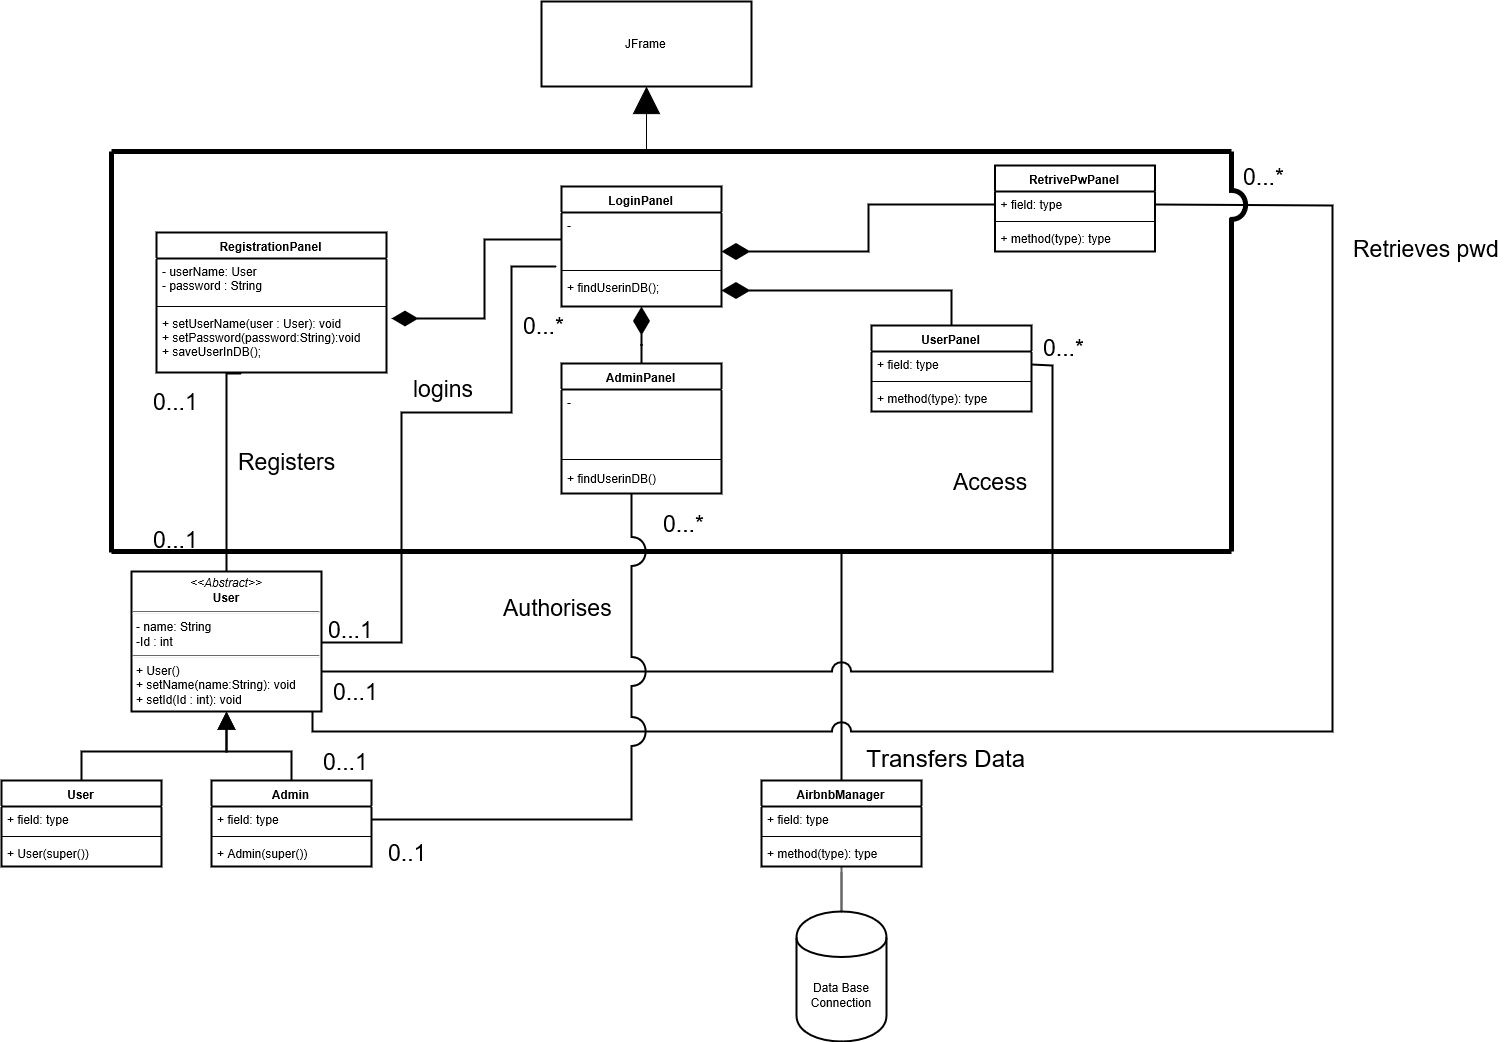 JFrame
RetrivePwPanel
+ field: type
+ method(type): type
0...*
Retrieves pwd
LoginPanel
-
+ findUserinDB();
RegistrationPanel
- userName: User
- password : String
+ setUserName(user : User): void
+ setPassword(password:String):void
+ saveUserInDB();
0...*
UserPanel
+ field: type
+ method(type): type
0...*
AdminPanel
-
+ findUserinDB()
logins
0...1
Registers
Access
0...*
0...1
<<Abstract>>
User
- name: String
-Id : int
+ User()
+ setName(name:String): void
+ setId(Id : int): void
Authorises
0...1
0...1
0...1
Transfers Data
User
+ field: type
+ User(super())
Admin
+ field: type
+ Admin(super())
0..1
AirbnbManager
+ field: type
+ method(type): type
Data Base
Connection